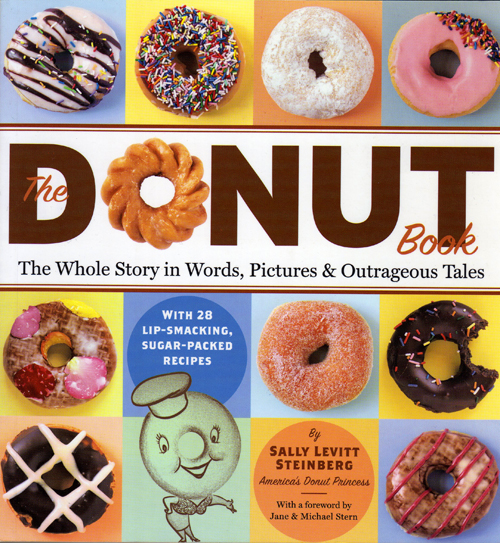 The DONUT Book
The Whole Story in Words, Pictures & Outrageous Tales
WITH 28
LIP-SMACKING,
SUGAR-PACKED
RECIPES
By
SALLY LEVITT
STEINBERG
America's Donut Princess
With a foreword by
Jane & Michael Stern